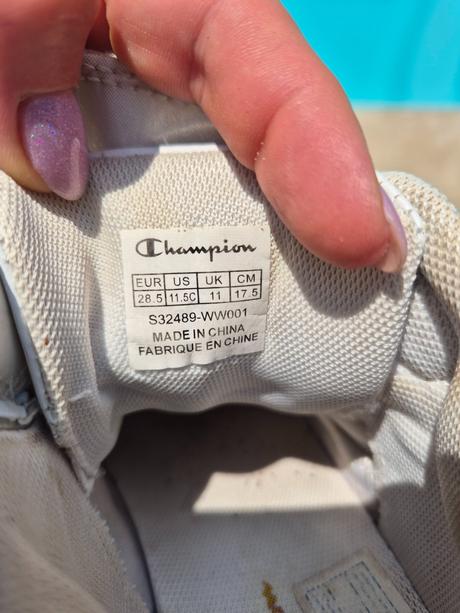 Champion
EUR US UK CM
28.5 11.5C 11 17.5
S32489-WW001
MADE IN CHINA
FABRIQUE EN CHINE